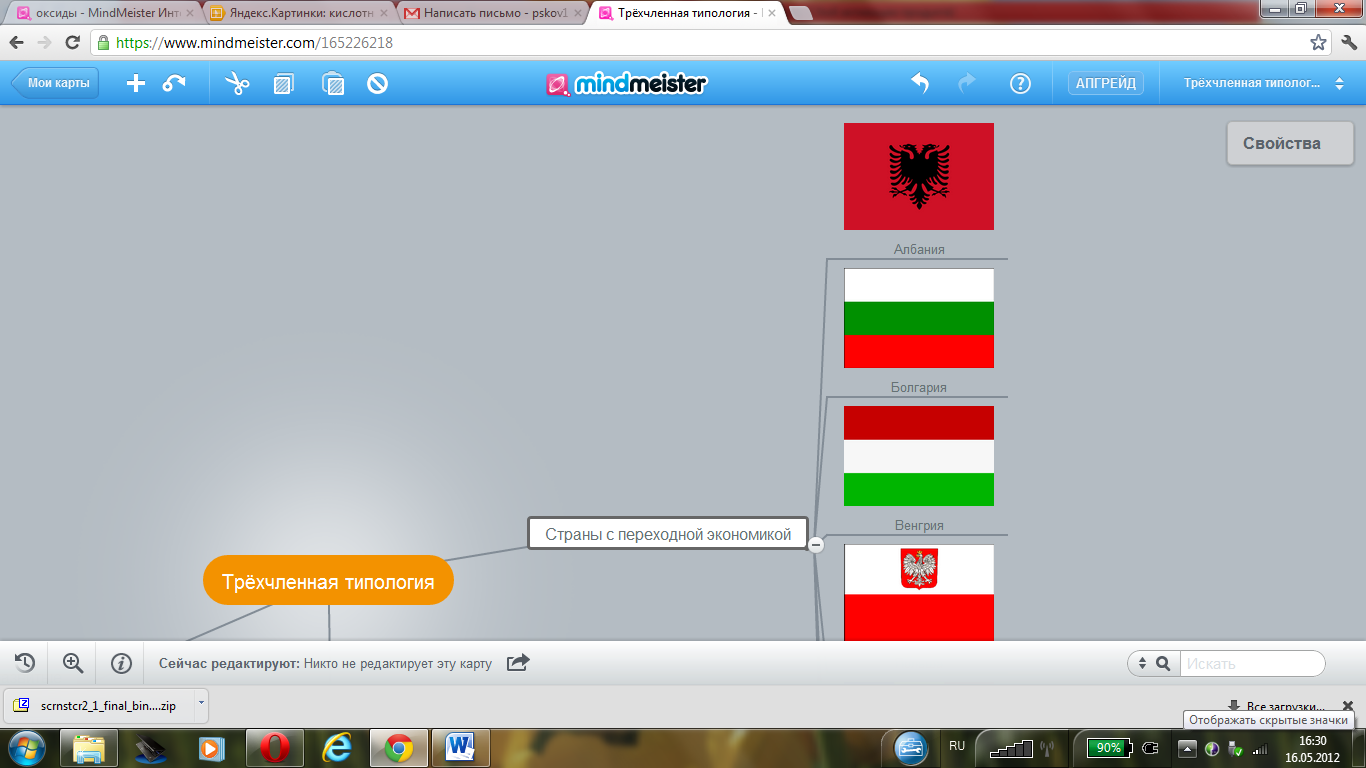 оксиды - MindMeister Инт
Яндекс.Картинки: кислотн
Написать письмо - pskov1
Трёхчленная типология -
https://www.mindmeister.com/165226218
Мои карты
mindmeister
АПГРЕЙД
Трёхчленная типолог...
Свойства
Албания
Болгария
Венгрия
Страны с переходной экономикой
Трёхчленная типология
Сейчас редактируют: Никто не редактирует эту карту
Искать
scrnstcr2_1_final_bin....zip
Все загрузки...
Отображать скрытые значки
RU
90%
16:30
16.05.2012